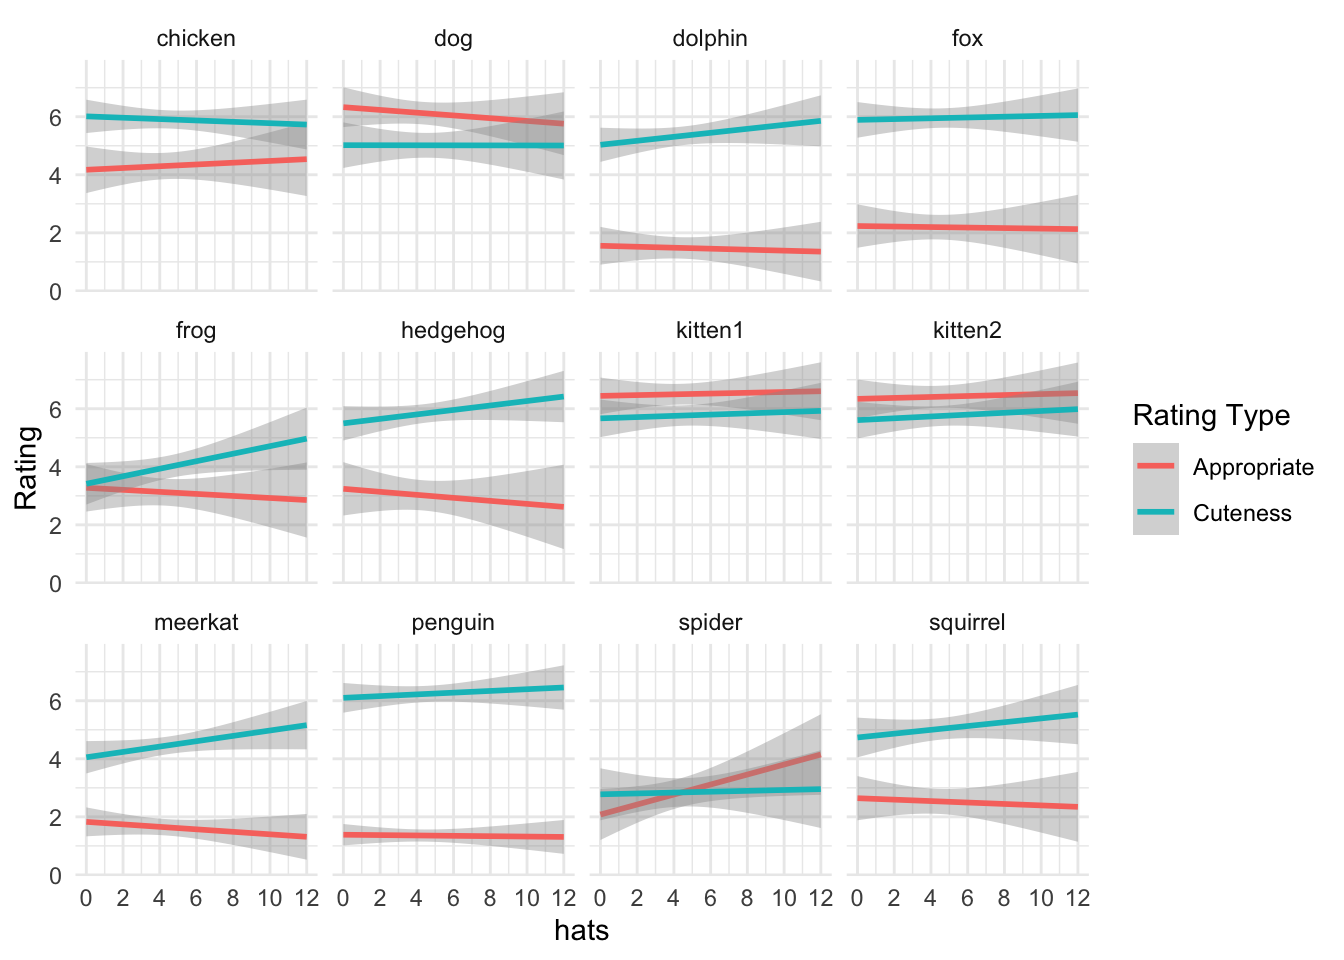 chicken dog dolphin fox
6
4
2
0
frog hedgehog kitten1 kitten2
6
4
2
0
meerkat penguin spider squirrel
6
4
2
0
0 2 4 6 8 10 12 0 2 4 6 8 10 12 0 2 4 6 8 10 12 0 2 4 6 8 10 12
hats
Rating
Rating Type
Appropriate
Cuteness